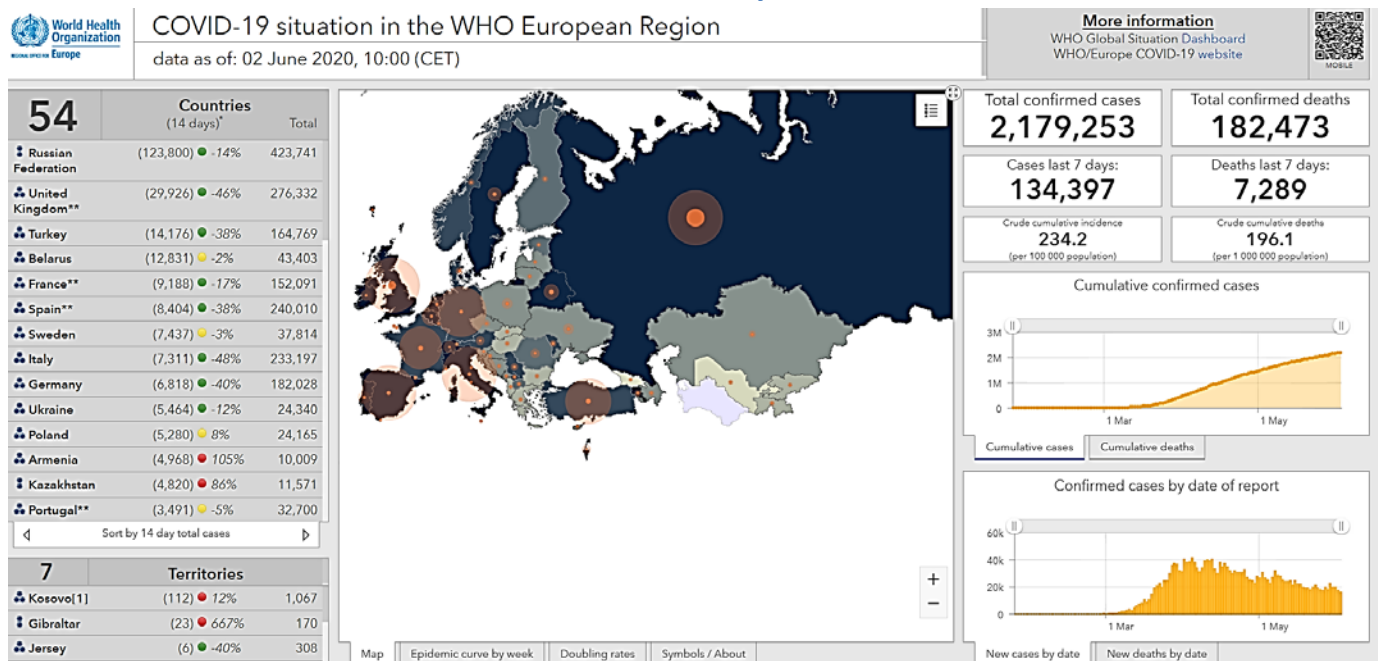 World Health
Organization
REGIONAL OFFICE FOR Europe
COVID-19 situation in the WHO European Region
data as of: 02 June 2020, 10:00 (CET)
More information
WHO Global Situation Dashboard
WHO/Europe COVID-19 website
MOBILE
54 Countries
(14 days)* Total
Russian Federation (123,800) -14% 423,741
United Kingdom** (29,926) -46% 276,332
Turkey (14,176) -38% 164,769
Belarus (12,831) -2% 43,403
France** (9,188) -17% 152,091
Spain** (8,404) -38% 240,010
Sweden (7,437) -3% 37,814
Italy (7,311) -48% 233,197
Germany (6,818) -40% 182,028
Ukraine (5,464) -12% 24,340
Poland (5,280) 8% 24,165
Armenia (4,968) 105% 10,009
Kazakhstan (4,820) 86% 11,571
Portugal** (3,491) -5% 32,700
Sort by 14 day total cases
7 Territories
Kosovo[1] (112) 12% 1,067
Gibraltar (23) 667% 170
Jersey (6) -40% 308
+
−
Map Epidemic curve by week Doubling rates Symbols / About
Total confirmed cases
2,179,253
Total confirmed deaths
182,473
Cases last 7 days:
134,397
Deaths last 7 days:
7,289
Crude cumulative incidence
234.2
(per 100 000 population)
Crude cumulative deaths
196.1
(per 1 000 000 population)
Cumulative confirmed cases
3M
2M
1M
0
1 Mar 1 May
Cumulative cases Cumulative deaths
Confirmed cases by date of report
60k
40k
20k
0
1 Mar 1 May
New cases by date New deaths by date